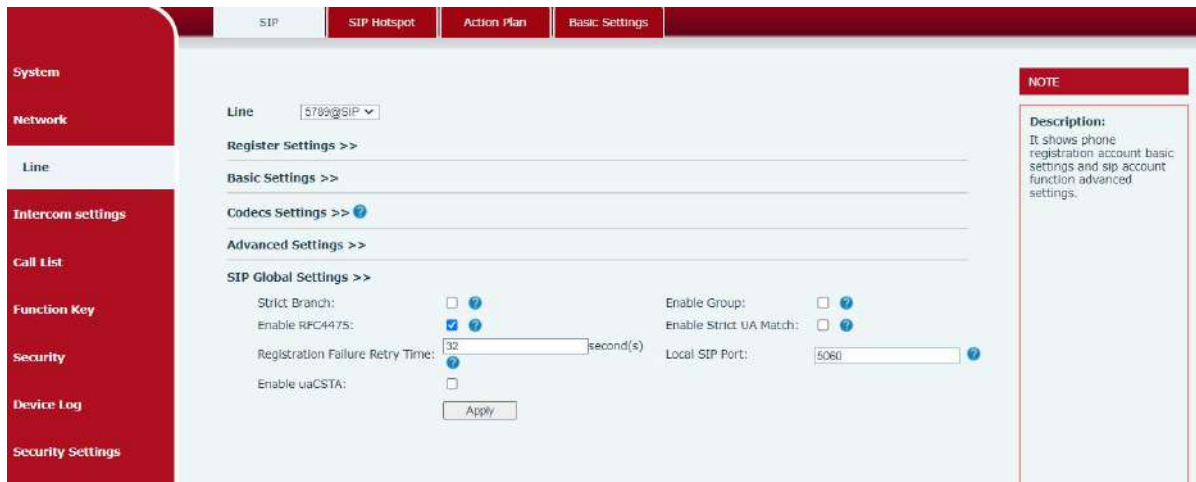 SIP
SIP Hotspot
Action Plan
Basic Settings
System
Network
Line
Intercom settings
Call List
Function Key
Security
Device Log
Security Settings
Line 5789@SIP
Register Settings >>
Basic Settings >>
Codecs Settings >> ?
Advanced Settings >>
SIP Global Settings >>
Strict Branch: ? Enable Group: ?
Enable RFC4475: ? Enable Strict UA Match: ?
Registration Failure Retry Time: 32 second(s) ? Local SIP Port: 5060 ?
Enable uaCSTA:
Apply
NOTE
Description:
It shows phone
registration account basic
settings and sip account
function advanced
settings.